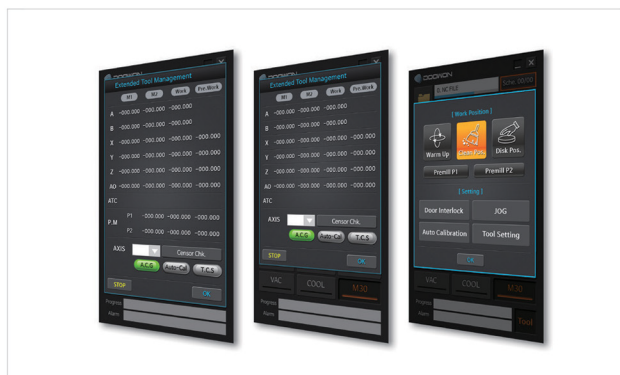 DOOWON
Extended Tool Management
M1 M2 Work Pre.Work
A -000.000 -000.000 -000.000
B -000.000 -000.000 -000.000
X -000.000 -000.000 -000.000 -000.000
Y -000.000 -000.000 -000.000 -000.000
Z -000.000 -000.000 -000.000 -000.000
AO -000.000 -000.000 -000.000 -000.000
ATC
P.M P1 -000.000 -000.000 -000.000
P2 -000.000 -000.000 -000.000
AXIS Censor Chk.
A.C.G Auto-Cal T.C.S
STOP OK
Progress
Alarm
DOOWON
Extended Tool Management
M1 M2 Work Pre.Work
A -000.000 -000.000 -000.000
B -000.000 -000.000 -000.000
X -000.000 -000.000 -000.000 -000.000
Y -000.000 -000.000 -000.000 -000.000
Z -000.000 -000.000 -000.000 -000.000
AO -000.000 -000.000 -000.000 -000.000
ATC
AXIS Censor Chk.
A.C.G Auto-Cal T.C.S
STOP OK
VAC COOL M30
Progress
Alarm
DOOWON
NC FILE
[ Work Position ]
Warm Up Clean Pos. Disk Pos.
Premill P1 Premill P2
[ Setting ]
Door Interlock JOG
Auto Calibration Tool Setting
OK
VAC COOL M30
Progress
Alarm
Tool